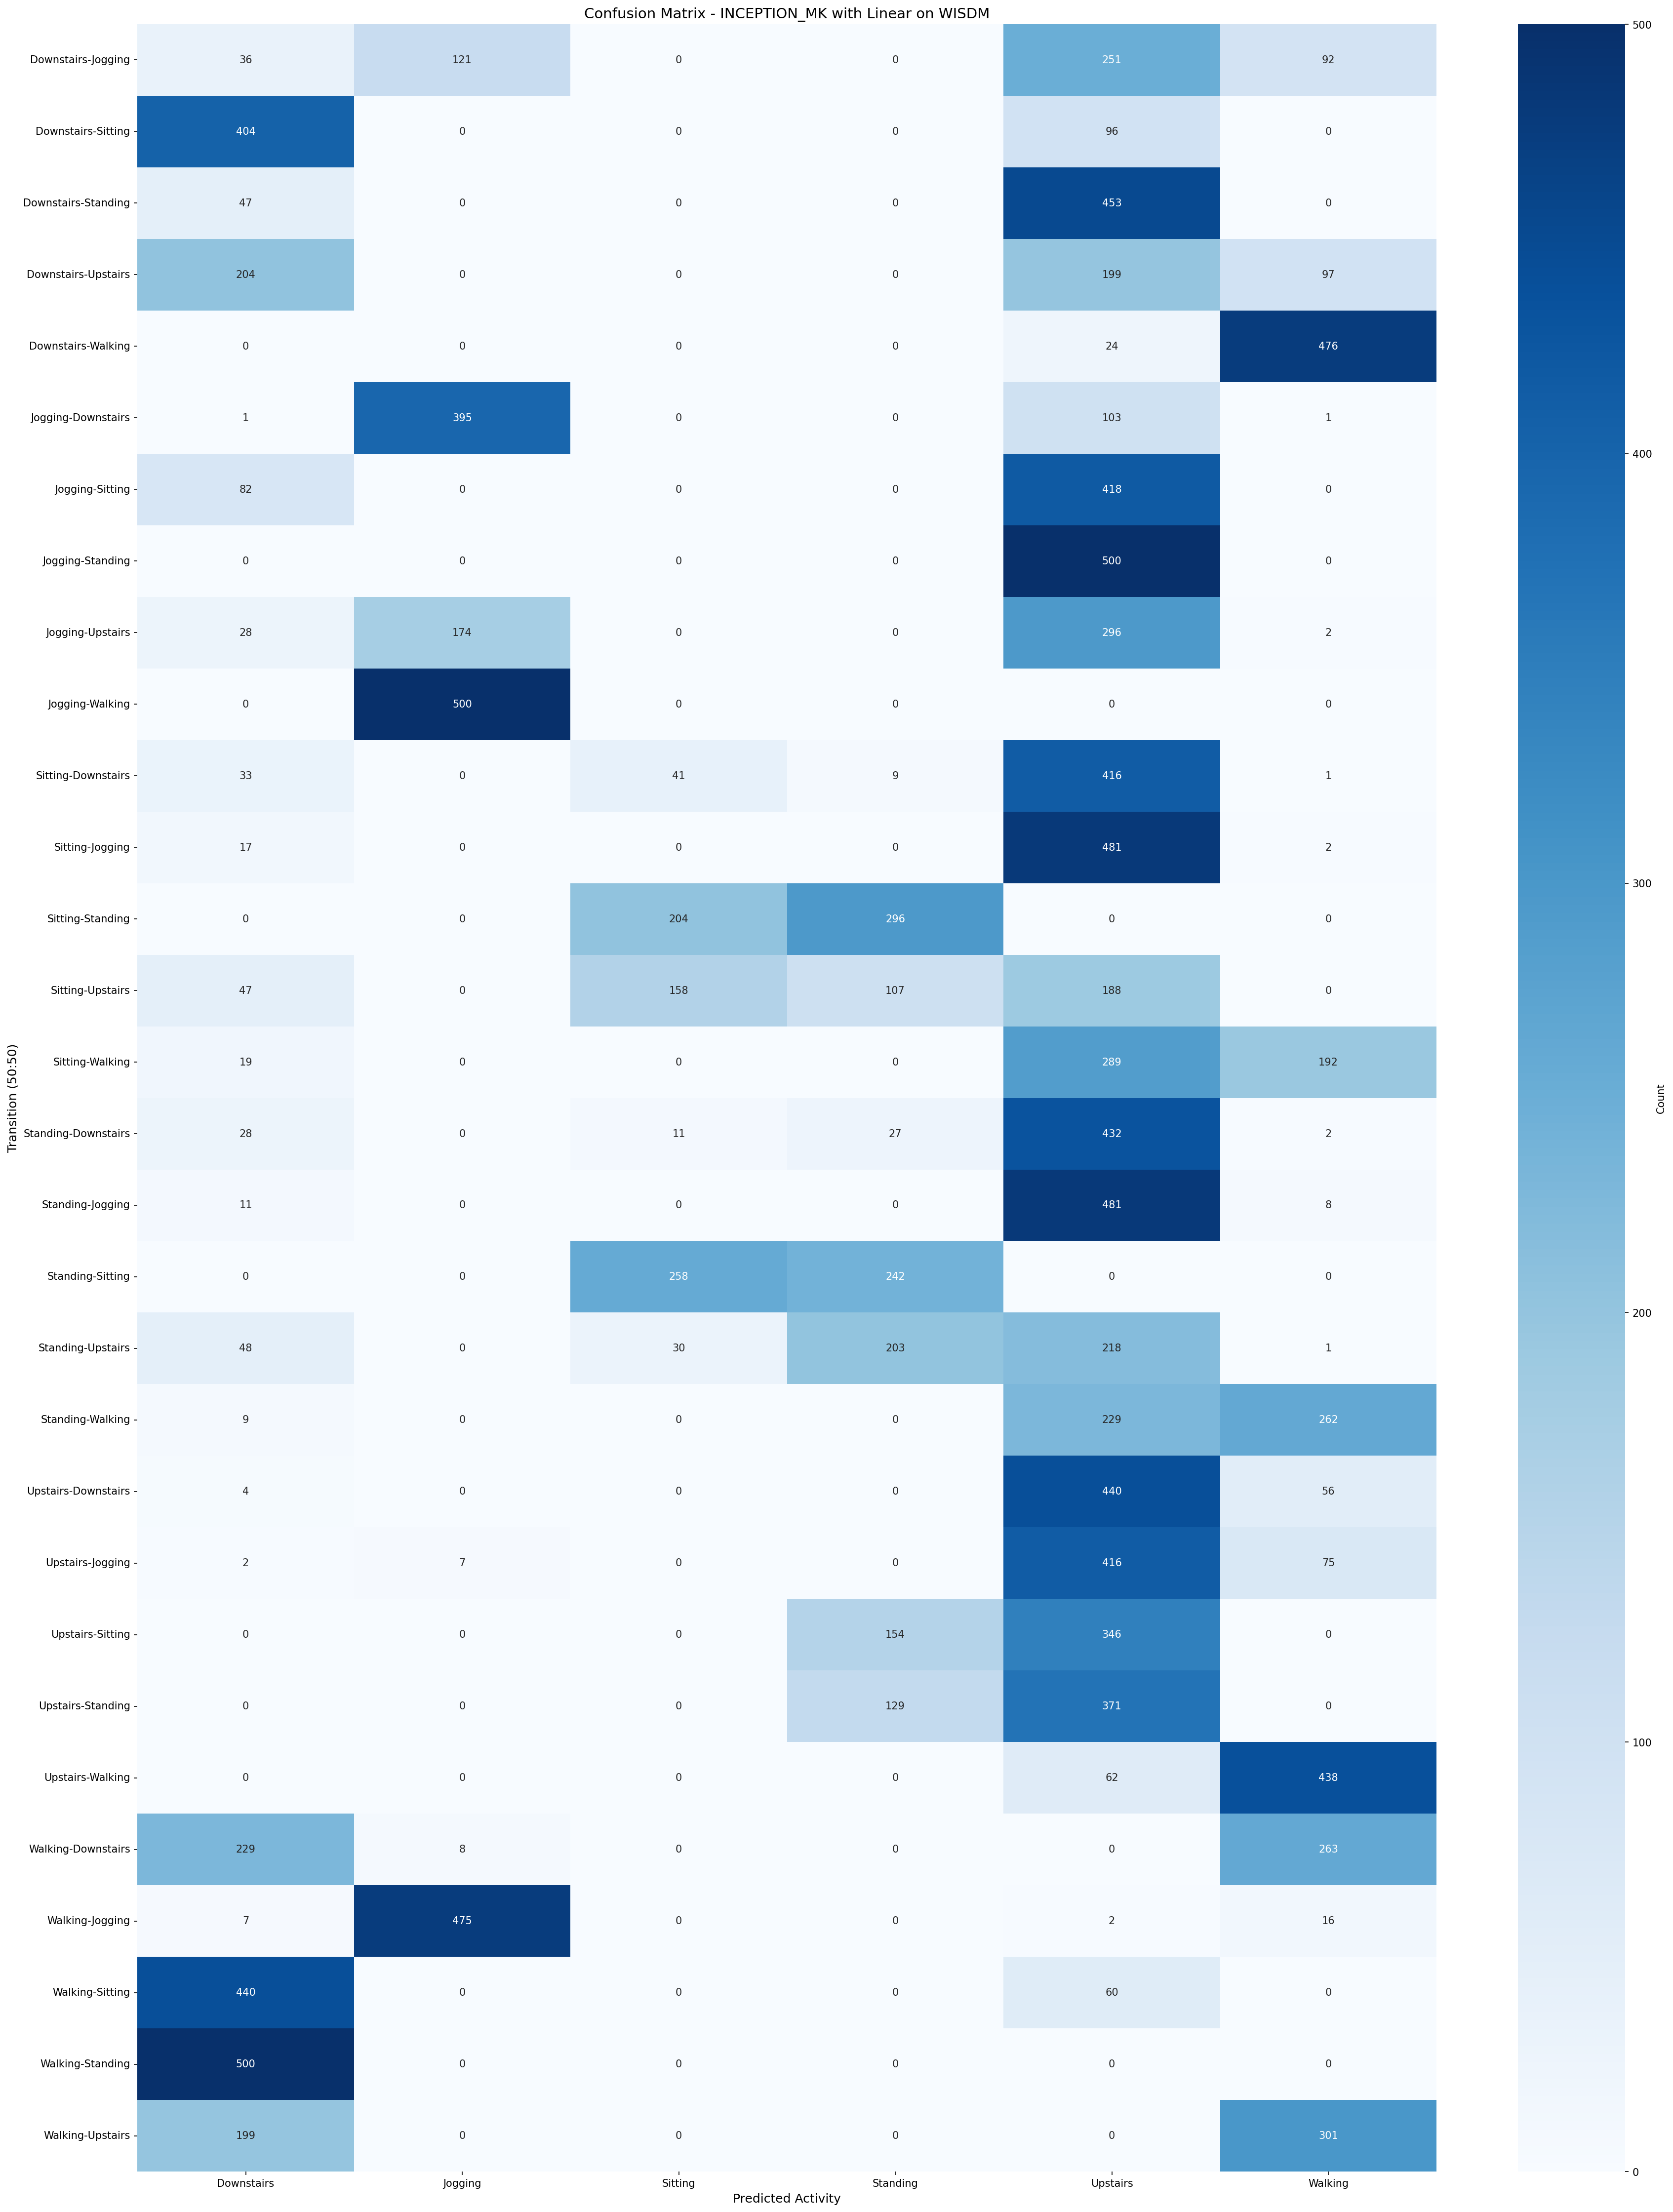 Confusion Matrix - INCEPTION_MK with Linear on WISDM
Transition (50:50)
Downstairs-Jogging 36 121 0 0 251 92
Downstairs-Sitting 404 0 0 0 96 0
Downstairs-Standing 47 0 0 0 453 0
Downstairs-Upstairs 204 0 0 0 199 97
Downstairs-Walking 0 0 0 0 24 476
Jogging-Downstairs 1 395 0 0 103 1
Jogging-Sitting 82 0 0 0 418 0
Jogging-Standing 0 0 0 0 500 0
Jogging-Upstairs 28 174 0 0 296 2
Jogging-Walking 0 500 0 0 0 0
Sitting-Downstairs 33 0 41 9 416 1
Sitting-Jogging 17 0 0 0 481 2
Sitting-Standing 0 0 204 296 0 0
Sitting-Upstairs 47 0 158 107 188 0
Sitting-Walking 19 0 0 0 289 192
Standing-Downstairs 28 0 11 27 432 2
Standing-Jogging 11 0 0 0 481 8
Standing-Sitting 0 0 258 242 0 0
Standing-Upstairs 48 0 30 203 218 1
Standing-Walking 9 0 0 0 229 262
Upstairs-Downstairs 4 0 0 0 440 56
Upstairs-Jogging 2 7 0 0 416 75
Upstairs-Sitting 0 0 0 154 346 0
Upstairs-Standing 0 0 0 129 371 0
Upstairs-Walking 0 0 0 0 62 438
Walking-Downstairs 229 8 0 0 0 263
Walking-Jogging 7 475 0 0 2 16
Walking-Sitting 440 0 0 0 60 0
Walking-Standing 500 0 0 0 0 0
Walking-Upstairs 199 0 0 0 0 301
Downstairs Jogging Sitting Standing Upstairs Walking
Predicted Activity
500
400
300
200
100
0
Count